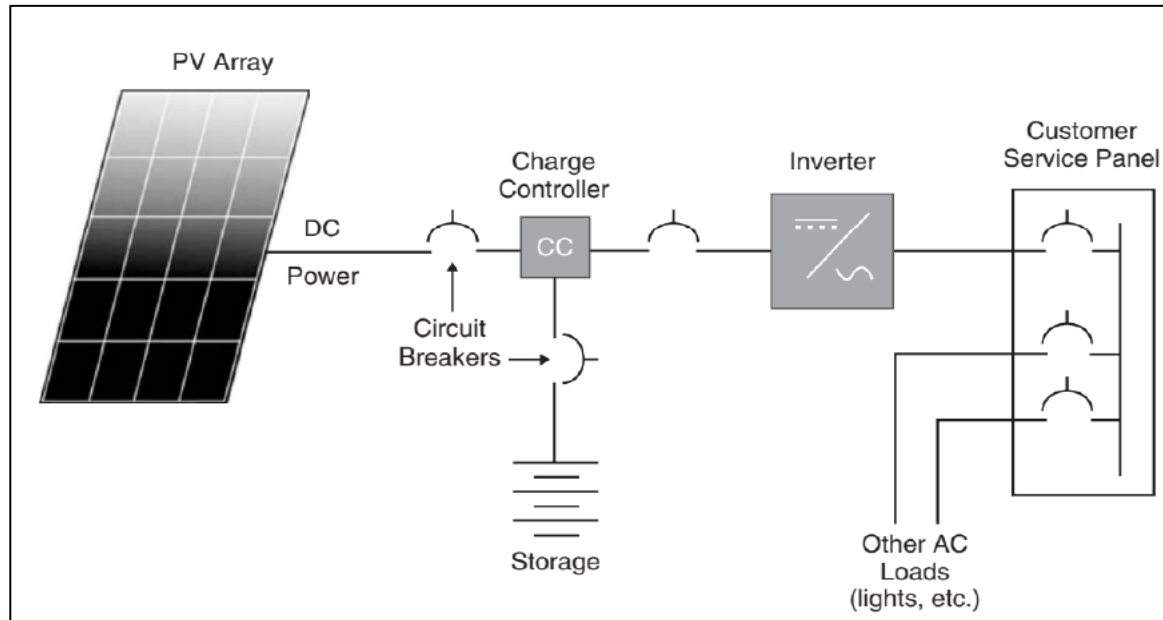 PV Array
DC
Power
Charge
Controller
CC
Circuit
Breakers
Storage
Inverter
Customer
Service Panel
Other AC
Loads
(lights, etc.)